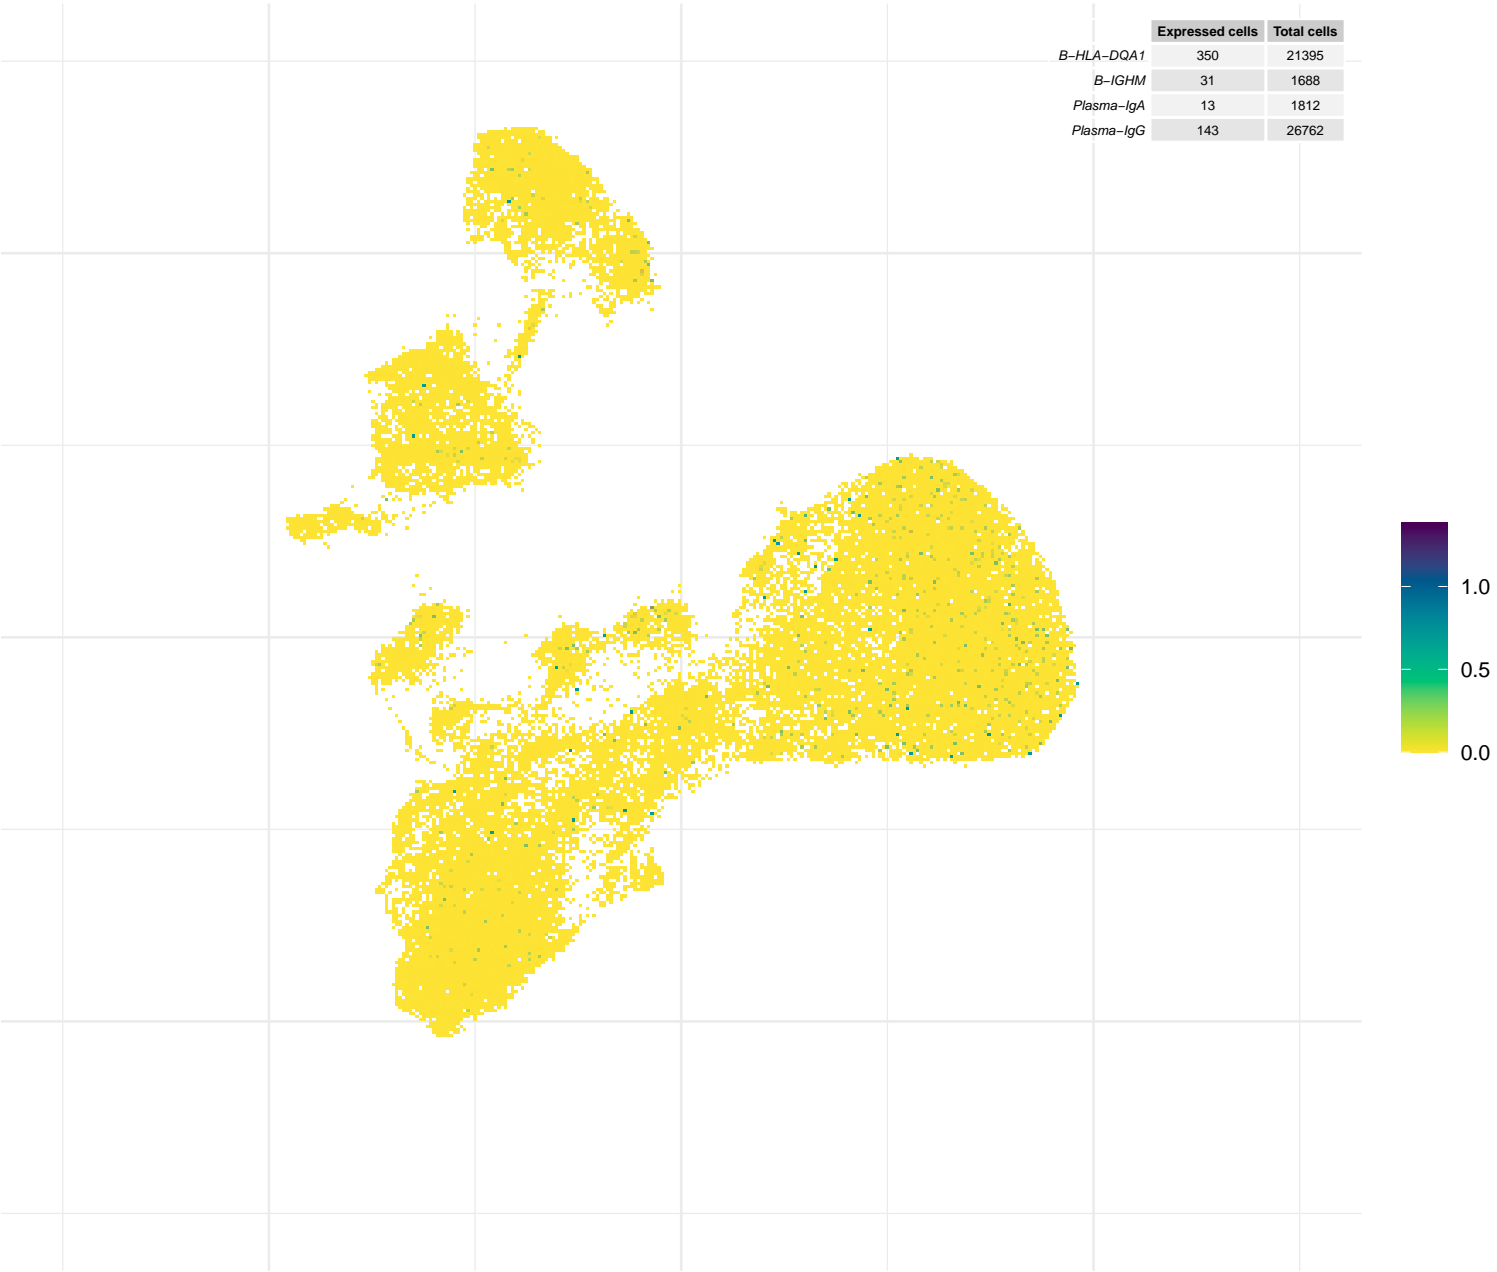 Expressed cells Total cells
B−HLA−DQA1 350 21395
B−IGHM 31 1688
Plasma−IgA 13 1812
Plasma−IgG 143 26762
1.0
0.5
0.0